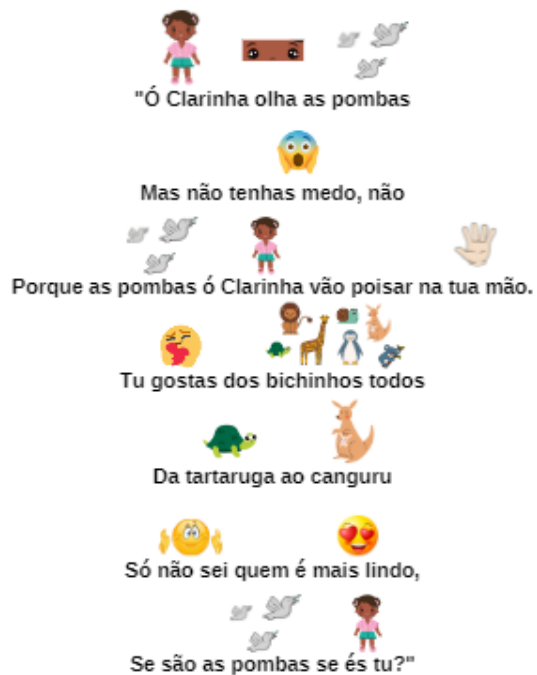 "Ó Clarinha olha as pombas
Mas não tenhas medo, não
Porque as pombas ó Clarinha vão poisar na tua mão.
Tu gostas dos bichinhos todos
Da tartaruga ao canguru
Só não sei quem é mais lindo,
Se são as pombas se és tu?"